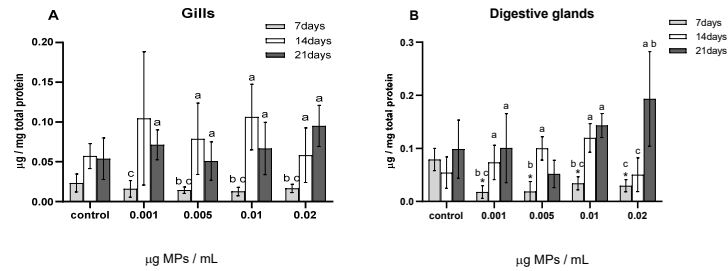 A
Gills
7days
14days
21days
μg / mg total protein
0.20
0.15
0.10
0.05
0.00
c
a
a
b c
a
a
b c
a
a
b c
a
control
0.001
0.005
0.01
0.02
μg MPs / mL
B
Digestive glands
7days
14days
21days
μg / mg total protein
0.3
0.2
0.1
0.0
b c
*
a
a
b
*
a
b c
*
a
a
c
*
c
a b
control
0.001
0.005
0.01
0.02
μg MPs / mL